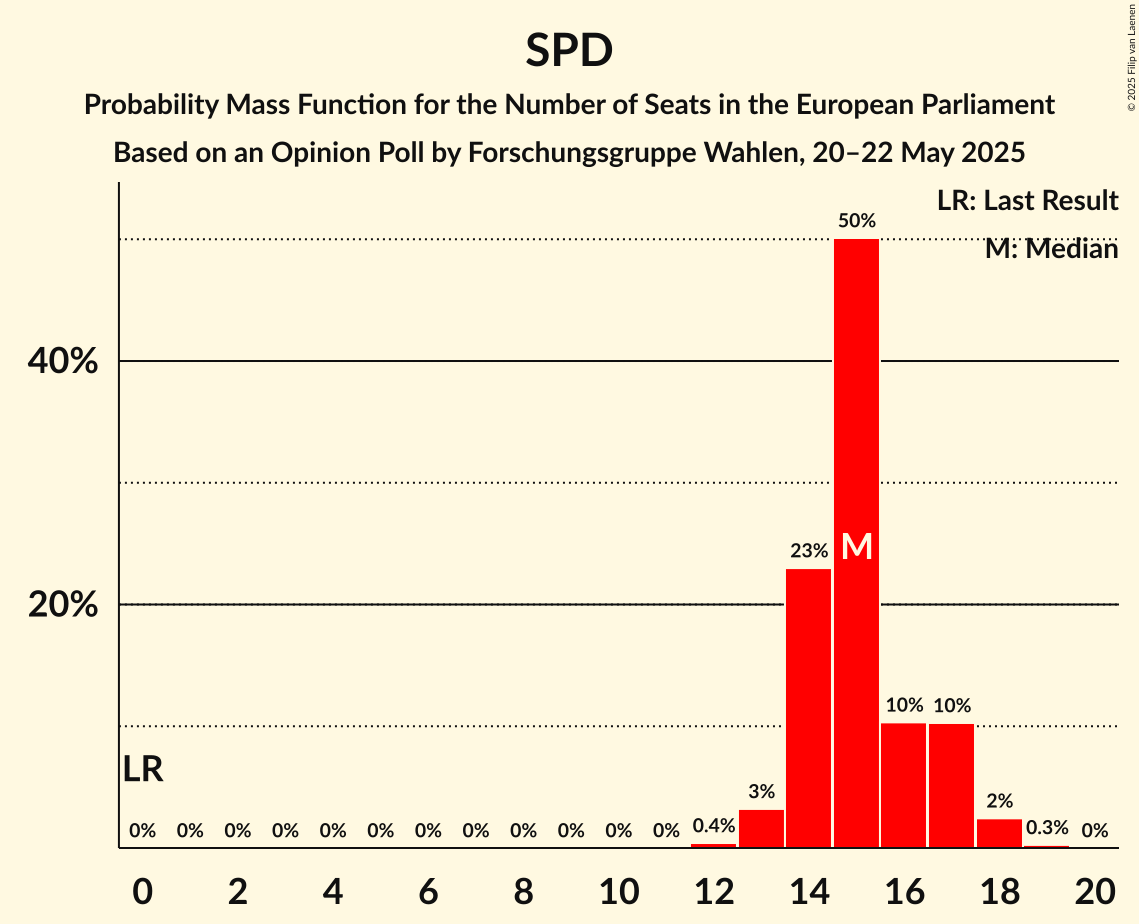 SPD
Probability Mass Function for the Number of Seats in the European Parliament
Based on an Opinion Poll by Forschungsgruppe Wahlen, 20–22 May 2025
© 2025 Filip van Laenen
LR: Last Result
M: Median
50%
40%
23%
M
20%
10%
10%
LR
3%
2%
0%
0%
0%
0%
0%
0%
0%
0%
0%
0%
0%
0%
0.4%
0.3%
0%
0 2 4 6 8 10 12 14 16 18 20